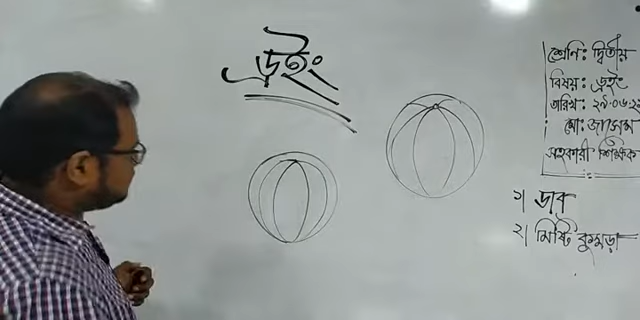 ড্রইং
শ্রেণি: দ্বিতীয়
বিষয়: ড্রইং
তারিখ:
মো: জাসেম
সহকারী শিক্ষক
১| ডাব
২| মিষ্টি কুমড়া